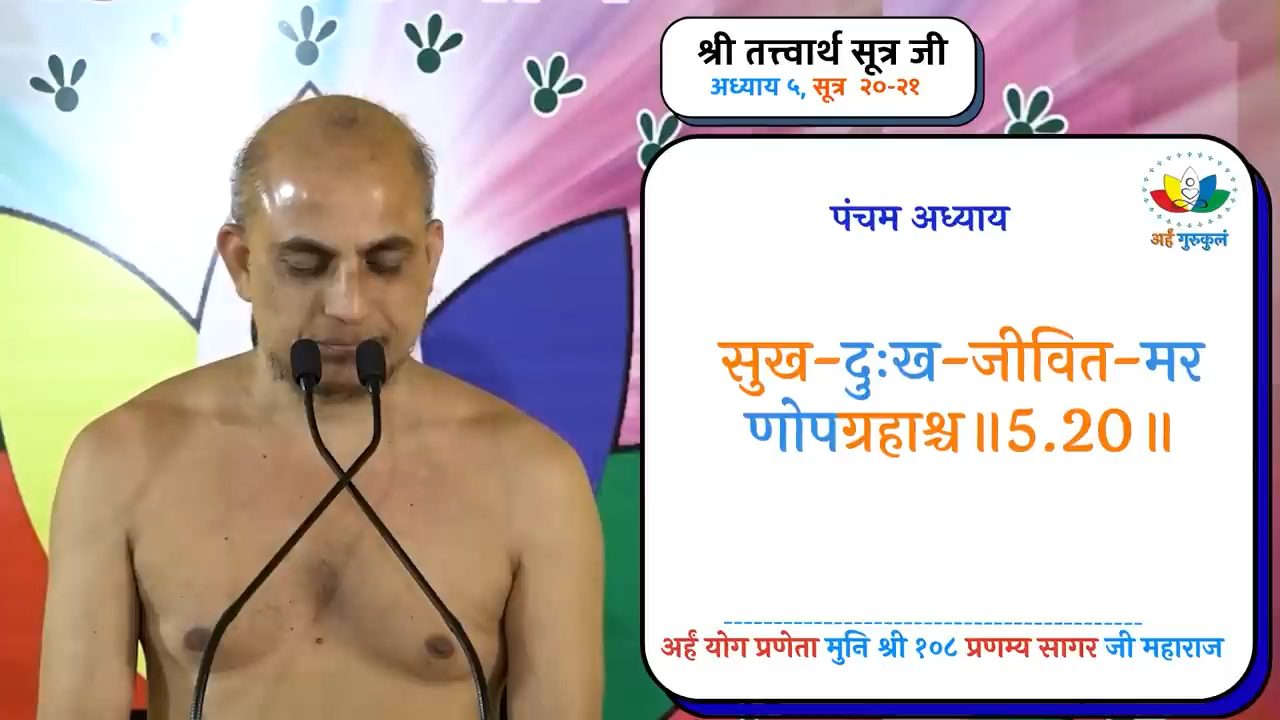 श्री तत्त्वार्थ सूत्र जी
अध्याय ५, सूत्र २०-२१
पंचम अध्याय
अर्हं गुरुकुलं
सुख-दुःख-जीवित-मर
णोपग्रहाश्च॥5.20॥
अर्हं योग प्रणेता मुनि श्री १०८ प्रणम्य सागर जी महाराज